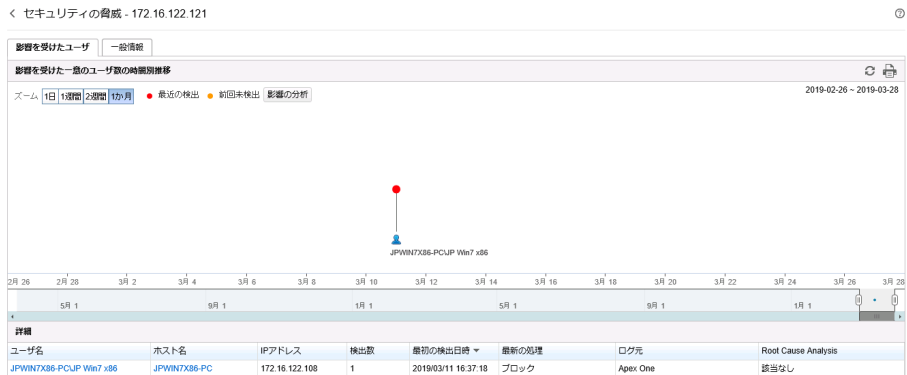 セキュリティの脅威 - 172.16.122.121
影響を受けたユーザ 一般情報
影響を受けた一意のユーザ数の時間別推移
ズーム 1日 1週間 2週間 1か月 最近の検出 前回未検出 影響の分析 2019-02-26 ~ 2019-03-28
JPWIN7X86-PC\JP Win7 x86
2月 26 2月 28 3月 2 3月 4 3月 6 3月 8 3月 10 3月 12 3月 14 3月 16 3月 18 3月 20 3月 22 3月 24 3月 26 3月 28
5月 1 9月 1 1月 1 5月 1 9月 1 1月 1
詳細
ユーザ名 ホスト名 IPアドレス 検出数 最初の検出日時 最新の処理 ログ元 Root Cause Analysis
JPWIN7X86-PC\JP Win7 x86 JPWIN7X86-PC 172.16.122.108 1 2019/03/11 16:37:18 ブロック Apex One 該当なし